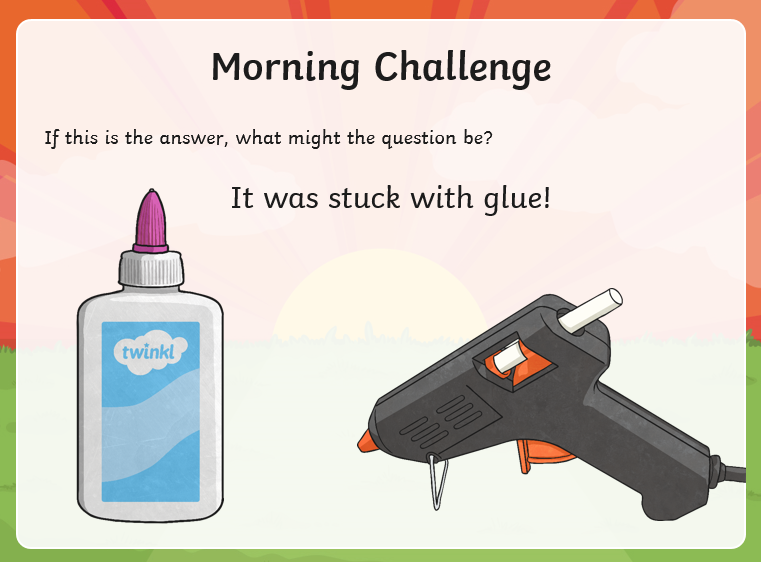 Morning Challenge
If this is the answer, what might the question be?
It was stuck with glue!
twinkl